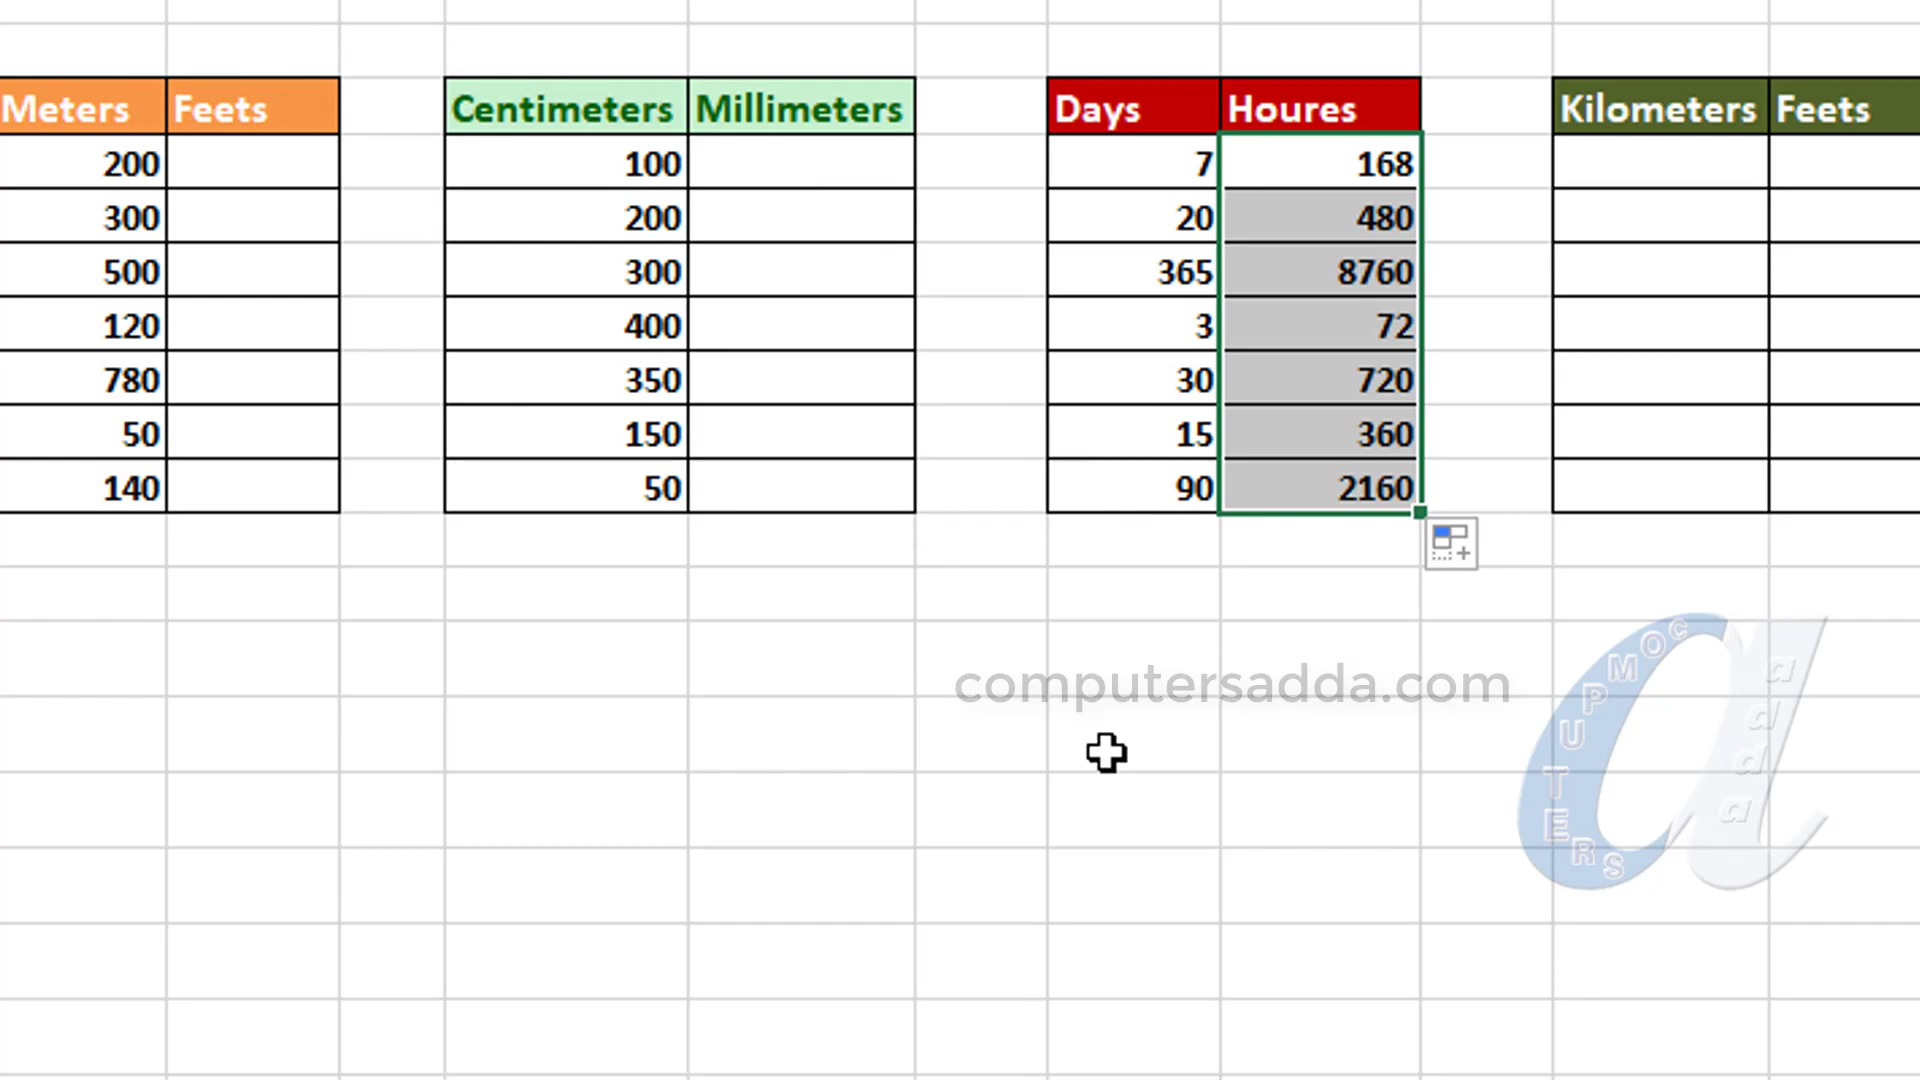 Meters Feets Centimeters Millimeters Days Houres Kilometers Feets
200 100 7 168
300 200 20 480
500 300 365 8760
120 400 3 72
780 350 30 720
50 150 15 360
140 50 90 2160
computersadda.com
COMPUTERS
adda